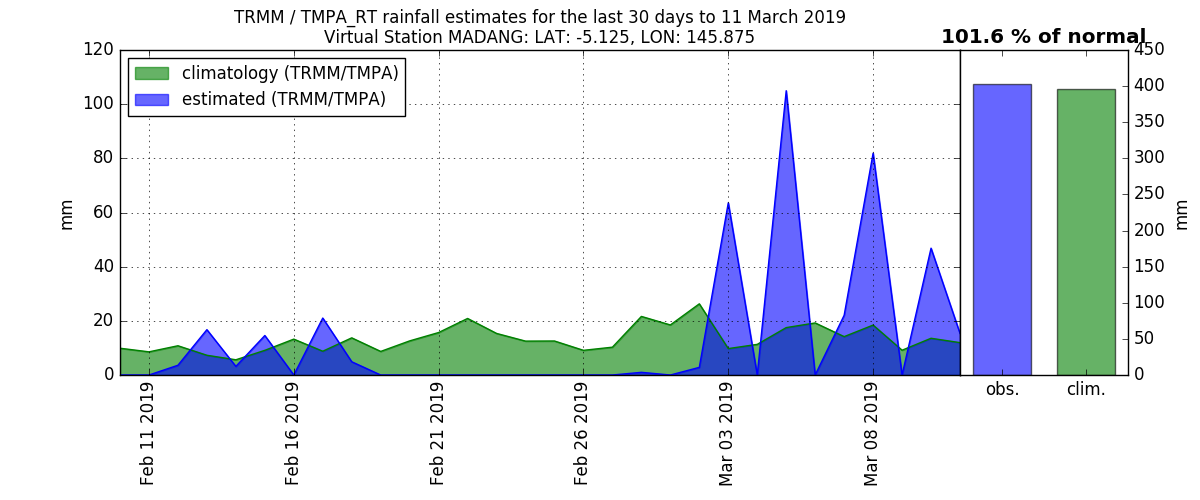 TRMM / TMPA_RT rainfall estimates for the last 30 days to 11 March 2019
Virtual Station MADANG: LAT: -5.125, LON: 145.875
101.6 % of normal
climatology (TRMM/TMPA)
estimated (TRMM/TMPA)
120
100
80
60
40
20
0
mm
Feb 11 2019
Feb 16 2019
Feb 21 2019
Feb 26 2019
Mar 03 2019
Mar 08 2019
450
400
350
300
250
200
150
100
50
0
mm
obs.
clim.